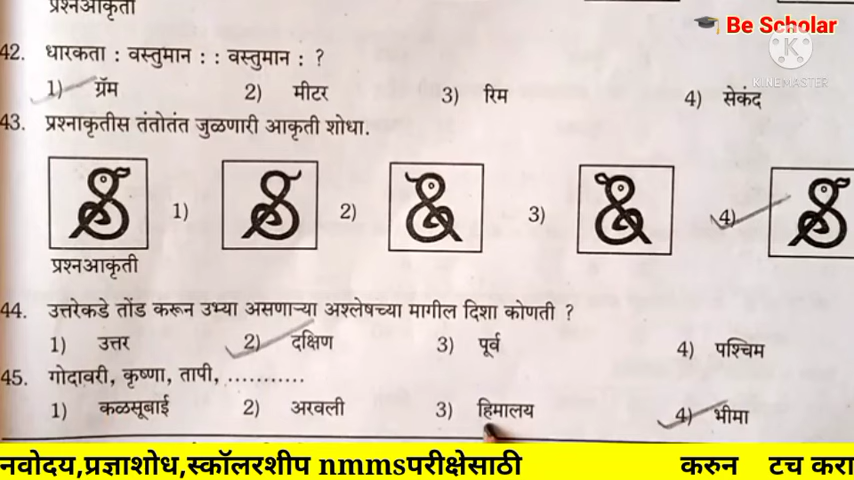 प्रश्नआकृती
Be Scholar
KINEMASTER
42. धारकता : वस्तुमान : : वस्तुमान : ?
1) ग्रॅम 2) मीटर 3) रिम 4) सेकंद
43. प्रश्नाकृतीस तंतोतंत जुळणारी आकृती शोधा.
1) 2) 3) 4)
प्रश्नआकृती
44. उत्तरेकडे तोंड करून उभ्या असणाऱ्या अश्लेषच्या मागील दिशा कोणती ?
1) उत्तर 2) दक्षिण 3) पूर्व 4) पश्चिम
45. गोदावरी, कृष्णा, तापी, ...........
1) कळसूबाई 2) अरवली 3) हिमालय 4) भीमा
नवोदय,प्रज्ञाशोध,स्कॉलरशीप nmmsपरीक्षेसाठी करुन टच करा